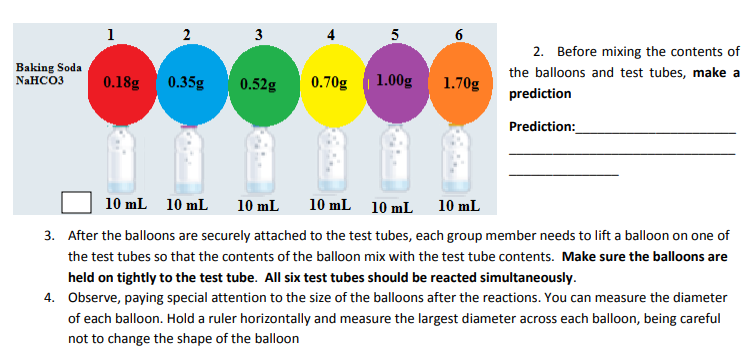 1 2 3 4 5 6
Baking Soda
NaHCO3
0.18g 0.35g 0.52g 0.70g 1.00g 1.70g
10 mL 10 mL 10 mL 10 mL 10 mL 10 mL
2. Before mixing the contents of
the balloons and test tubes, make a
prediction
Prediction:
3. After the balloons are securely attached to the test tubes, each group member needs to lift a balloon on one of
the test tubes so that the contents of the balloon mix with the test tube contents. Make sure the balloons are
held on tightly to the test tube. All six test tubes should be reacted simultaneously.
4. Observe, paying special attention to the size of the balloons after the reactions. You can measure the diameter
of each balloon. Hold a ruler horizontally and measure the largest diameter across each balloon, being careful
not to change the shape of the balloon